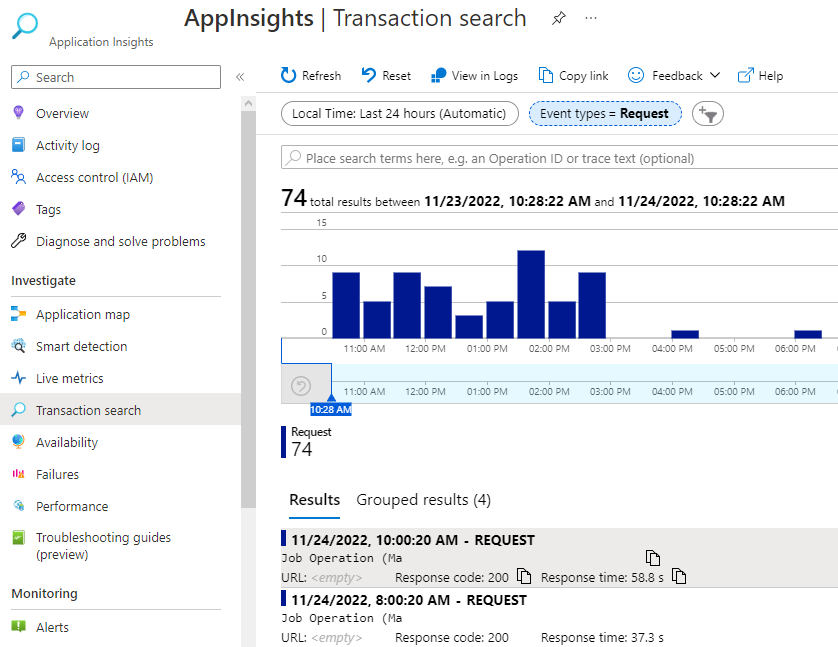 AppInsights | Transaction search
...
Application Insights
Search
«
Refresh
Reset
View in Logs
Copy link
Feedback
Help
Overview
Activity log
Access control (IAM)
Tags
Diagnose and solve problems
Investigate
Application map
Smart detection
Live metrics
Transaction search
Availability
Failures
Performance
Troubleshooting guides
(preview)
Monitoring
Alerts
Local Time: Last 24 hours (Automatic)
Event types = Request
Place search terms here, e.g. an Operation ID or trace text (optional)
74 total results between 11/23/2022, 10:28:22 AM and 11/24/2022, 10:28:22 AM
15
10
5
0
11:00 AM 12:00 PM 01:00 PM 02:00 PM 03:00 PM 04:00 PM 05:00 PM 06:00 PM
11:00 AM 12:00 PM 01:00 PM 02:00 PM 03:00 PM 04:00 PM 05:00 PM 06:00 PM
10:28 AM
Request
74
Results Grouped results (4)
11/24/2022, 10:00:20 AM - REQUEST
Job Operation (Ma
URL: <empty> Response code: 200 Response time: 58.8 s
11/24/2022, 8:00:20 AM - REQUEST
Job Operation (Ma
URL: <empty> Response code: 200 Response time: 37.3 s